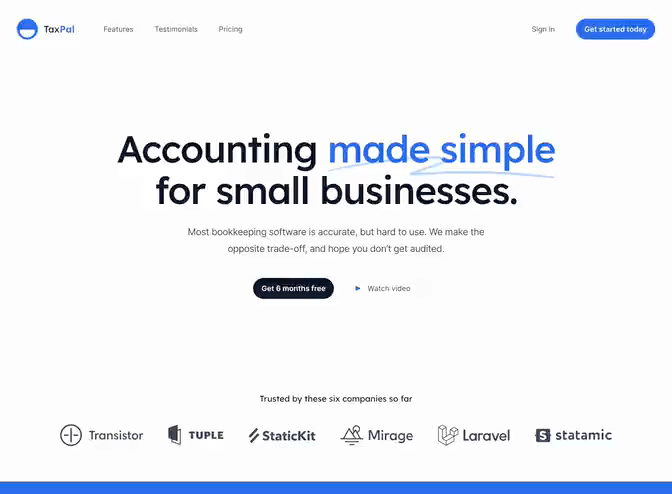 TaxPal Features Testimonials Pricing Sign In Get started today
Accounting made simple
for small businesses.
Most bookkeeping software is accurate, but hard to use. We make the
opposite trade-off, and hope you don't get audited.
Get 6 months free Watch video
Trusted by these six companies so far
Transistor TUPLE StaticKit Mirage Laravel statamic